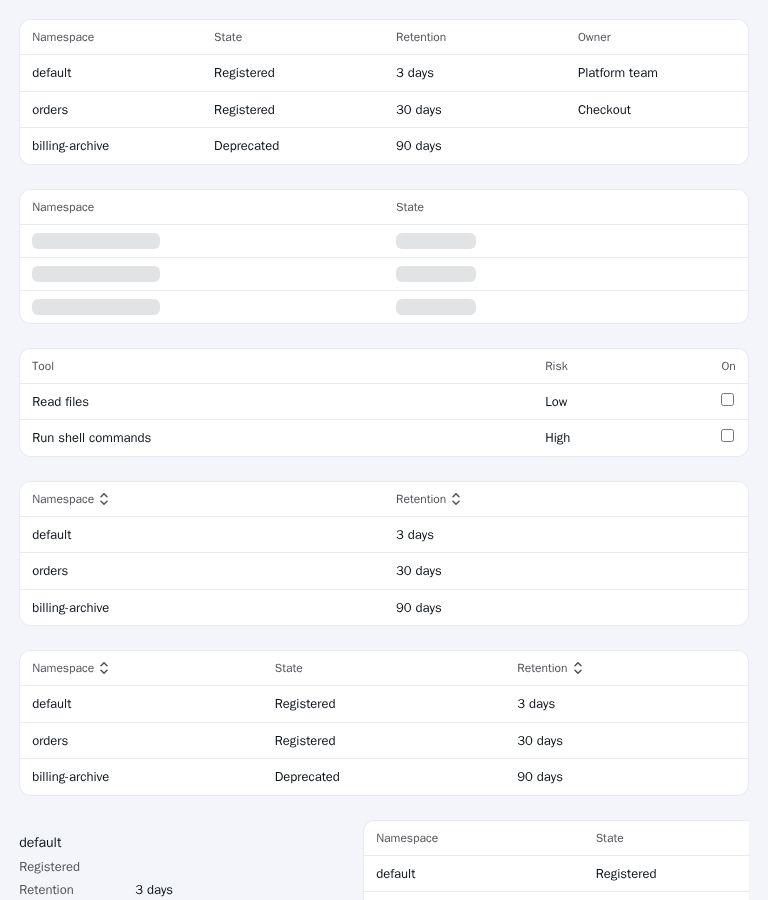 Namespace State Retention Owner
default Registered 3 days Platform team
orders Registered 30 days Checkout
billing-archive Deprecated 90 days
Namespace State
Tool Risk On
Read files Low
Run shell commands High
Namespace Retention
default 3 days
orders 30 days
billing-archive 90 days
Namespace State Retention
default Registered 3 days
orders Registered 30 days
billing-archive Deprecated 90 days
default
Registered
Retention 3 days
Namespace State
default Registered